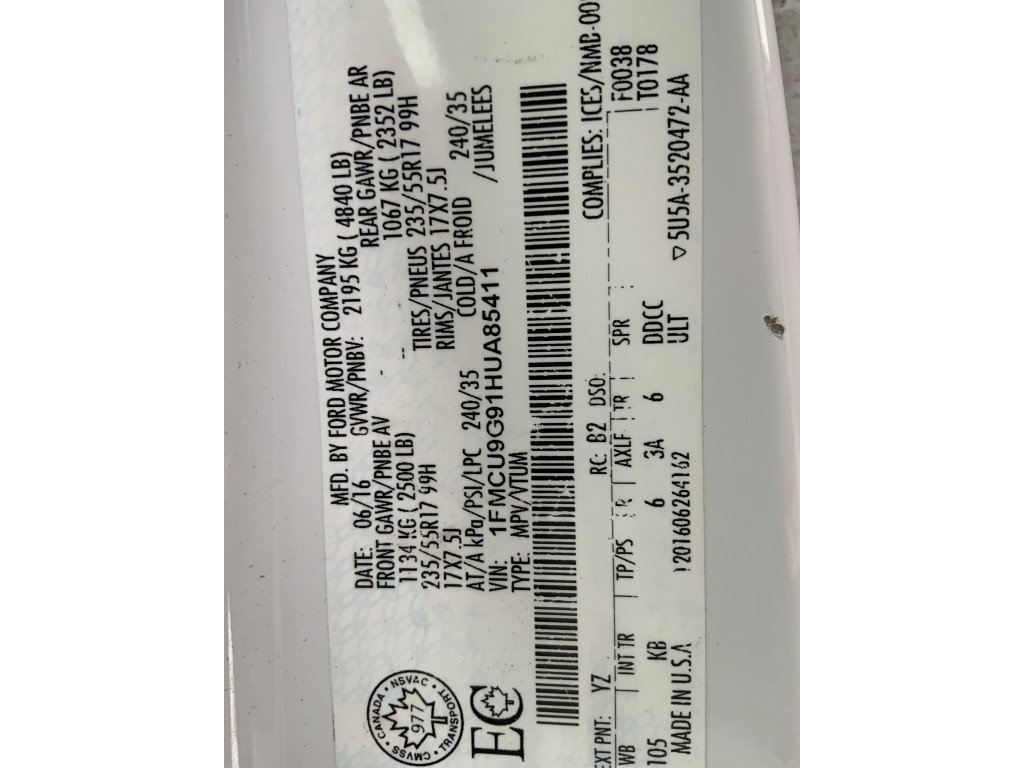 MFD. BY FORD MOTOR COMPANY
DATE: 06/16 GVWR/PNBV: 2195 KG ( 4840 LB)
FRONT GAWR/PNBE AV REAR GAWR/PNBE AR
1134 KG ( 2500 LB) - -- 1067 KG ( 2352 LB)
235/55R17 99H TIRES/PNEUS 235/55R17 99H
17X7.5J RIMS/JANTES 17X7.5J
AT/A kPa/PSI/LPC 240/35 COLD/A FROID 240/35
VIN: 1FMCU9G91HUA85411 /JUMELEES
TYPE: MPV/VTUM
CANADA • NSVAC • TRANSPORT • CMVSS •
977
EC
COMPLIES: ICES/NMB-00
EXT PNT: YZ RC: B2 DSO: F0038
WB INT TR TP/PS R AXLE TR SPR T0178
105 KB 6 3A 6 DDCC
ULT
MADE IN U.S.A 201606264162 5U5A-3520472-AA